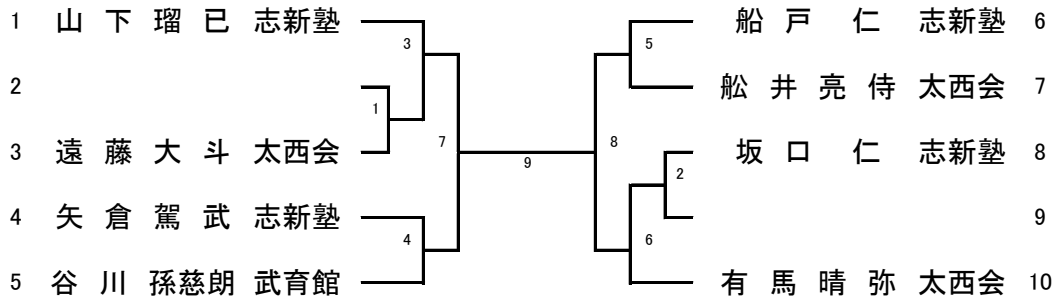 1 山下瑠已 志新塾
3
2
1
3 遠藤大斗 太西会
7
4 矢倉駕武 志新塾
4
5 谷川孫慈朗 武育館
9
船戸仁 志新塾 6
5
舩井亮侍 太西会 7
8
坂口仁 志新塾 8
2
9
6
有馬晴弥 太西会 10